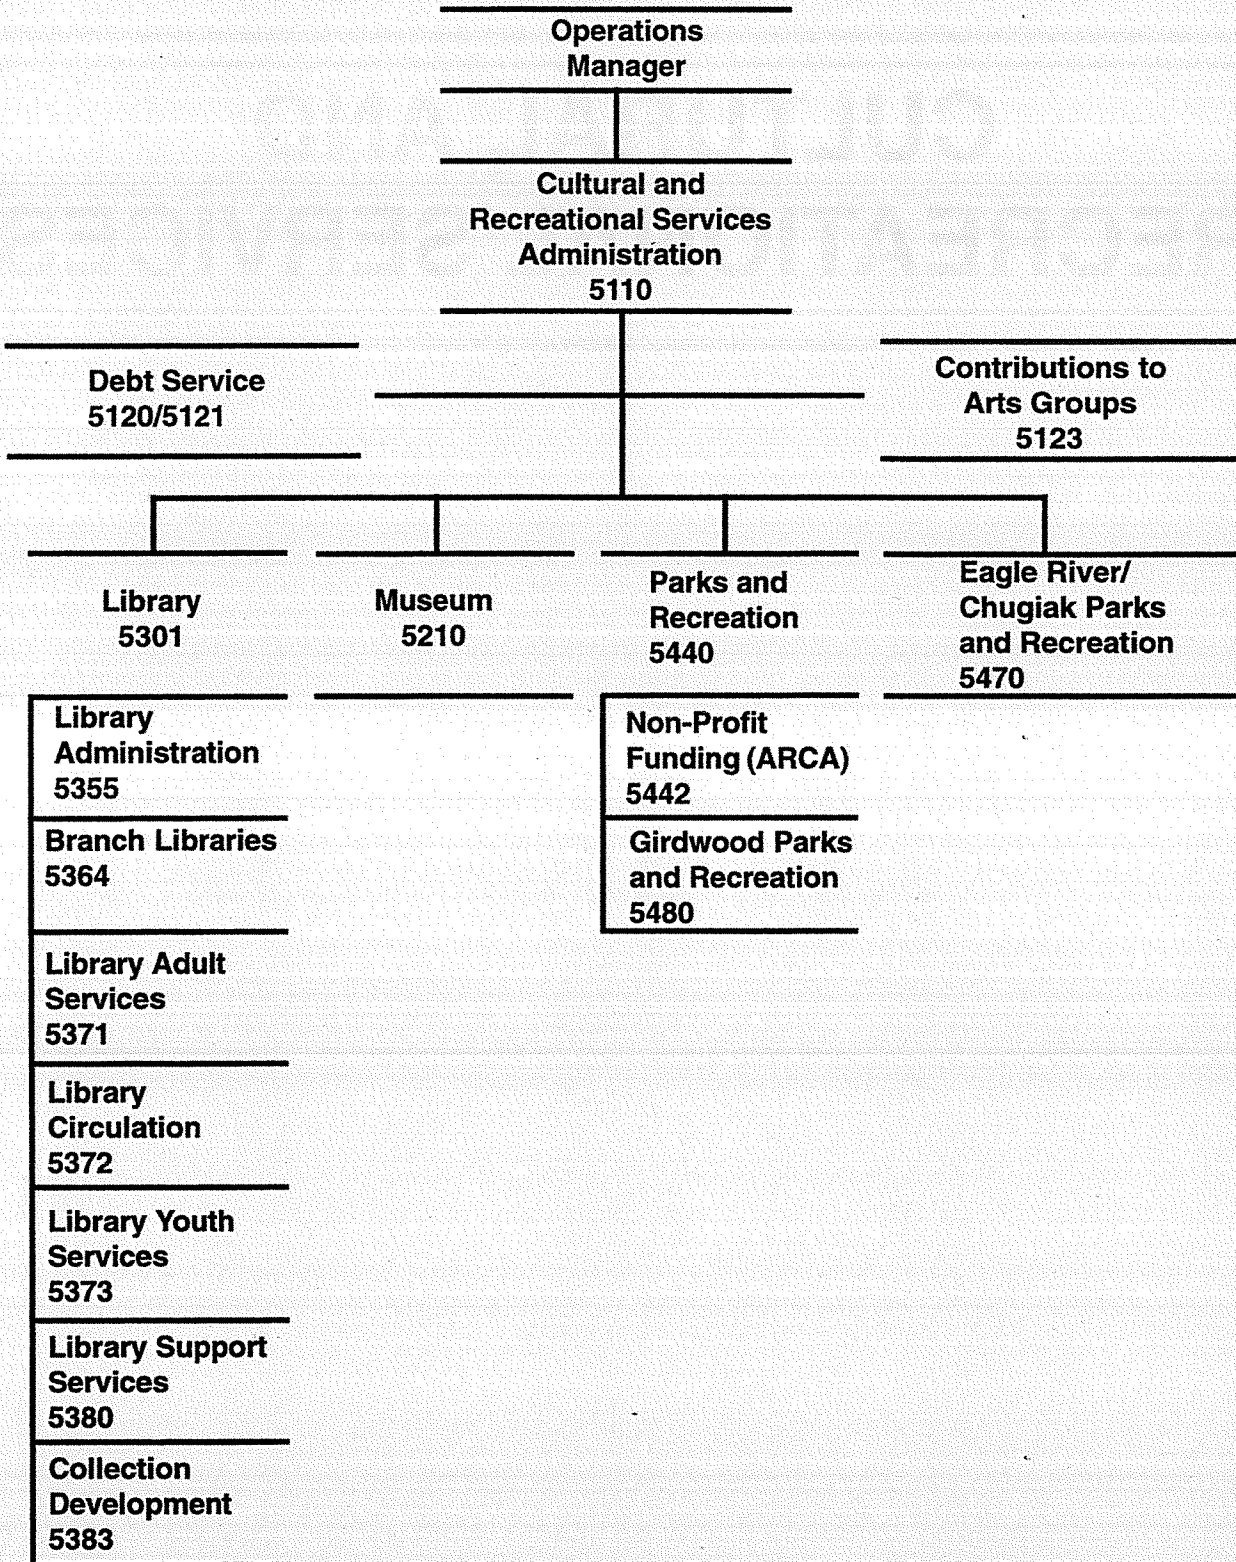 Operations
Manager
Cultural and
Recreational Services
Administration
5110
Debt Service
5120/5121
Contributions to
Arts Groups
5123
Library
5301
Museum
5210
Parks and
Recreation
5440
Eagle River/
Chugiak Parks
and Recreation
5470
Library
Administration
5355
Branch Libraries
5364
Library Adult
Services
5371
Library
Circulation
5372
Library Youth
Services
5373
Library Support
Services
5380
Collection
Development
5383
Non-Profit
Funding (ARCA)
5442
Girdwood Parks
and Recreation
5480